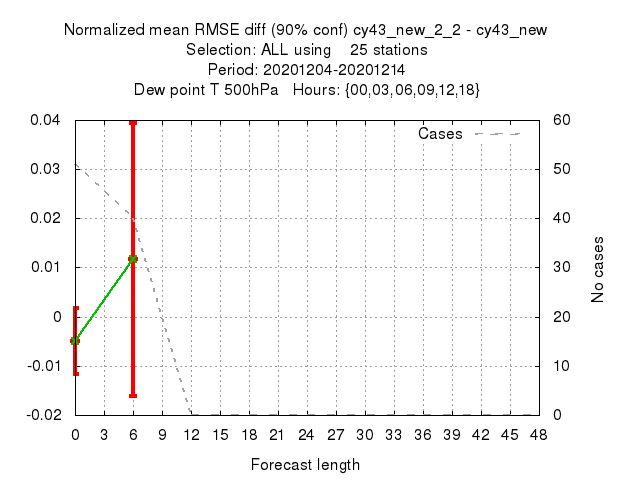 Normalized mean RMSE diff (90% conf) cy43_new_2_2 - cy43_new
Selection: ALL using    25 stations
Period: 20201204-20201214
Dew point T 500hPa   Hours: {00,03,06,09,12,18}
Cases
0.04
0.03
0.02
0.01
0
-0.01
-0.02
60
50
40
30
20
10
0
No cases
0 3 6 9 12 15 18 21 24 27 30 33 36 39 42 45 48
Forecast length